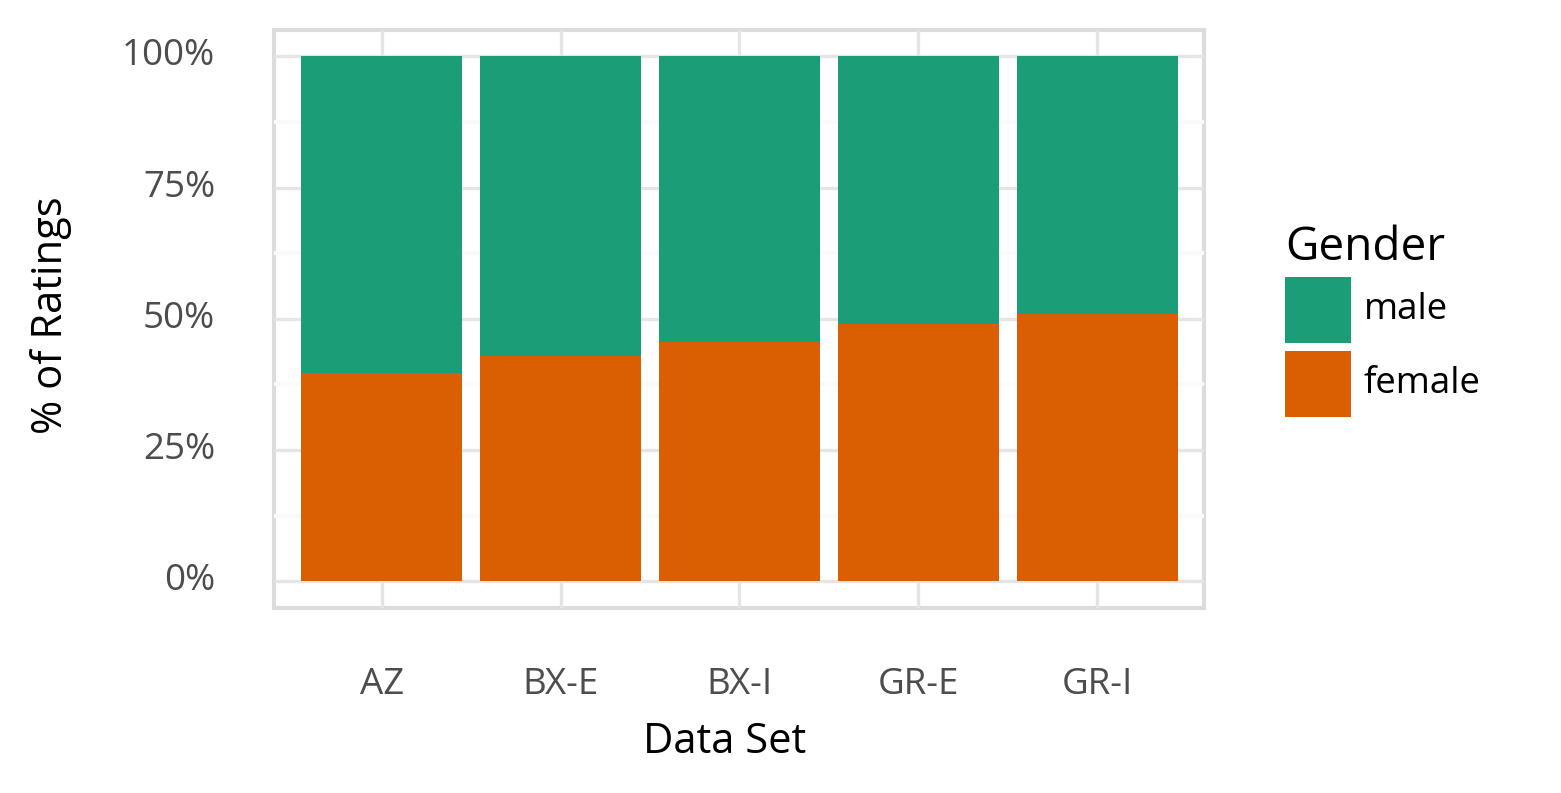 100%
75%
50%
25%
0%
% of Ratings
AZ BX-E BX-I GR-E GR-I
Data Set
Gender
male
female